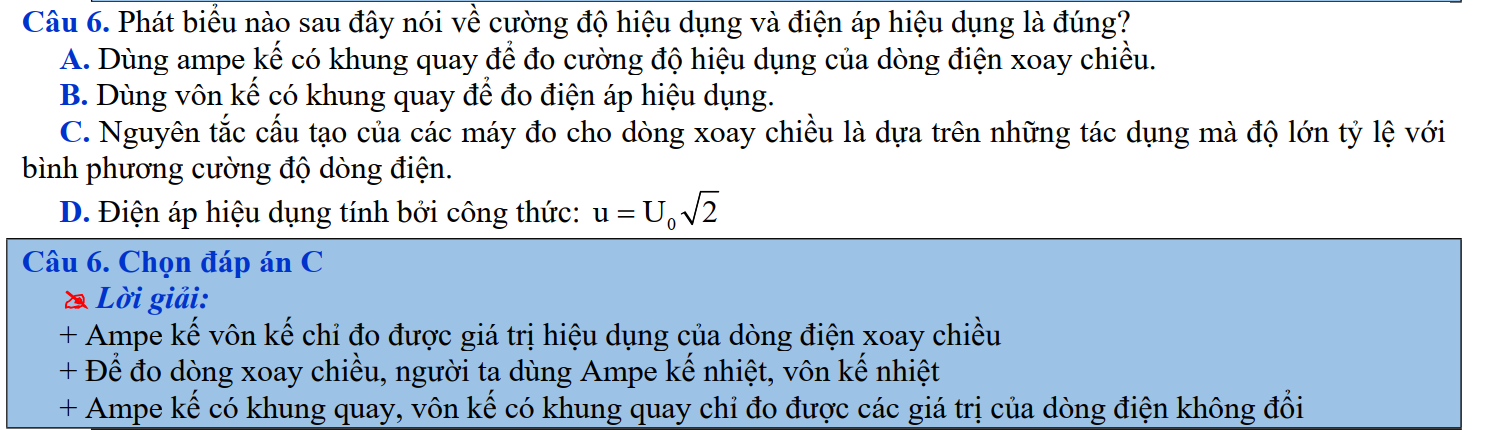 Câu 6. Phát biểu nào sau đây nói về cường độ hiệu dụng và điện áp hiệu dụng là đúng?
A. Dùng ampe kế có khung quay để đo cường độ hiệu dụng của dòng điện xoay chiều.
B. Dùng vôn kế có khung quay để đo điện áp hiệu dụng.
C. Nguyên tắc cấu tạo của các máy đo cho dòng xoay chiều là dựa trên những tác dụng mà độ lớn tỷ lệ với
bình phương cường độ dòng điện.
D. Điện áp hiệu dụng tính bởi công thức: u = U₀√2
Câu 6. Chọn đáp án C
Lời giải:
+ Ampe kế vôn kế chỉ đo được giá trị hiệu dụng của dòng điện xoay chiều
+ Để đo dòng xoay chiều, người ta dùng Ampe kế nhiệt, vôn kế nhiệt
+ Ampe kế có khung quay, vôn kế có khung quay chỉ đo được các giá trị của dòng điện không đổi